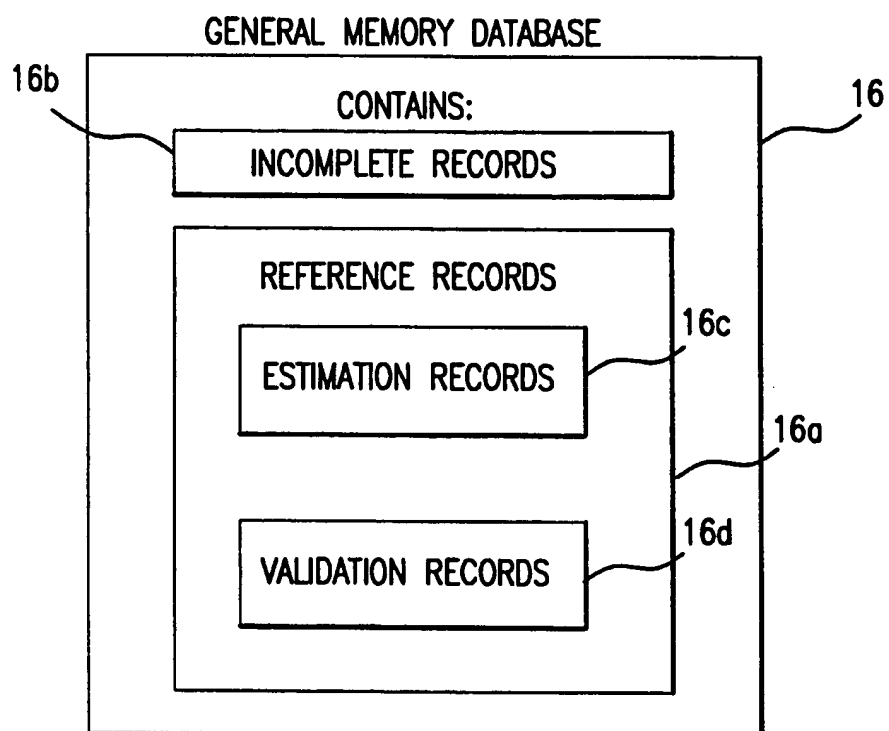 GENERAL MEMORY DATABASE
16b
16
CONTAINS:
INCOMPLETE RECORDS
REFERENCE RECORDS
16c
ESTIMATION RECORDS
16a
16d
VALIDATION RECORDS